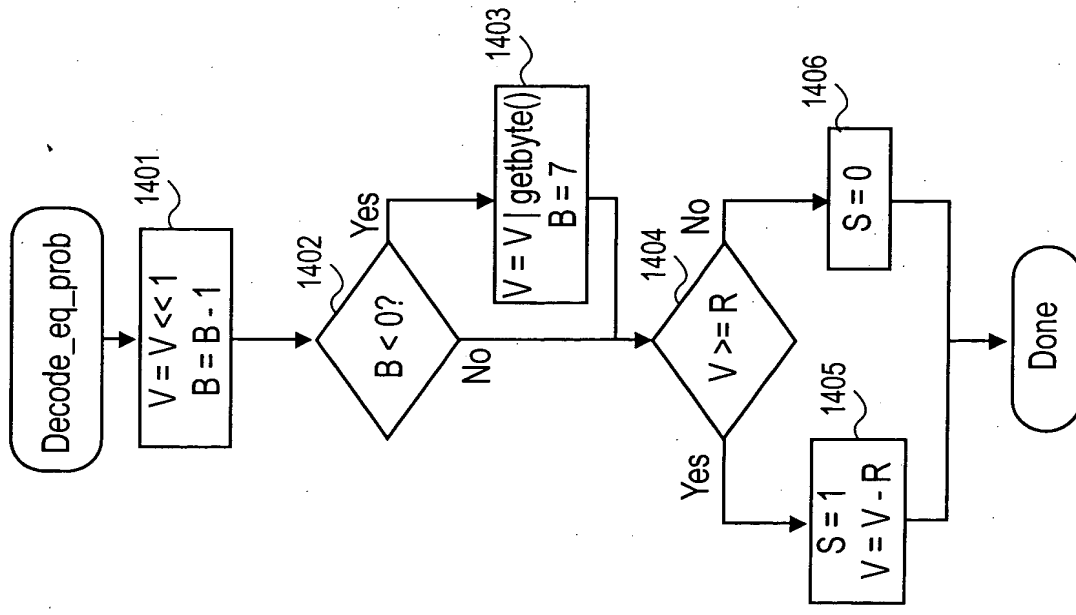 Decode_eq_prob
1401
V = V << 1
B = B - 1
1402
B < 0?
Yes
No
1403
V = V | getbyte()
B = 7
1404
V >= R
Yes
No
1405
S = 1
V = V - R
1406
S = 0
Done